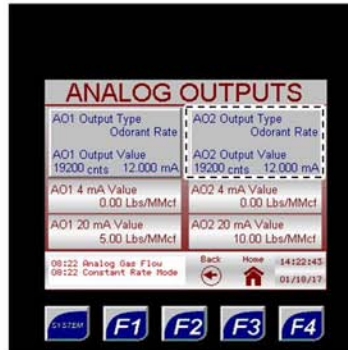 ANALOG OUTPUTS
AO1 Output Type
Odorant Rate
AO1 Output Value
19200 cnts 12.000 mA
AO2 Output Type
Odorant Rate
AO2 Output Value
19200 cnts 12.000 mA
AO1 4 mA Value
0.00 Lbs/MMcf
AO2 4 mA Value
0.00 Lbs/MMcf
AO1 20 mA Value
5.00 Lbs/MMcf
AO2 20 mA Value
10.00 Lbs/MMcf
08:22 Analog Gas Flow
08:22 Constant Rate Mode
Back
Home
14:22:43
01/10/17
SYSTEM
F1
F2
F3
F4